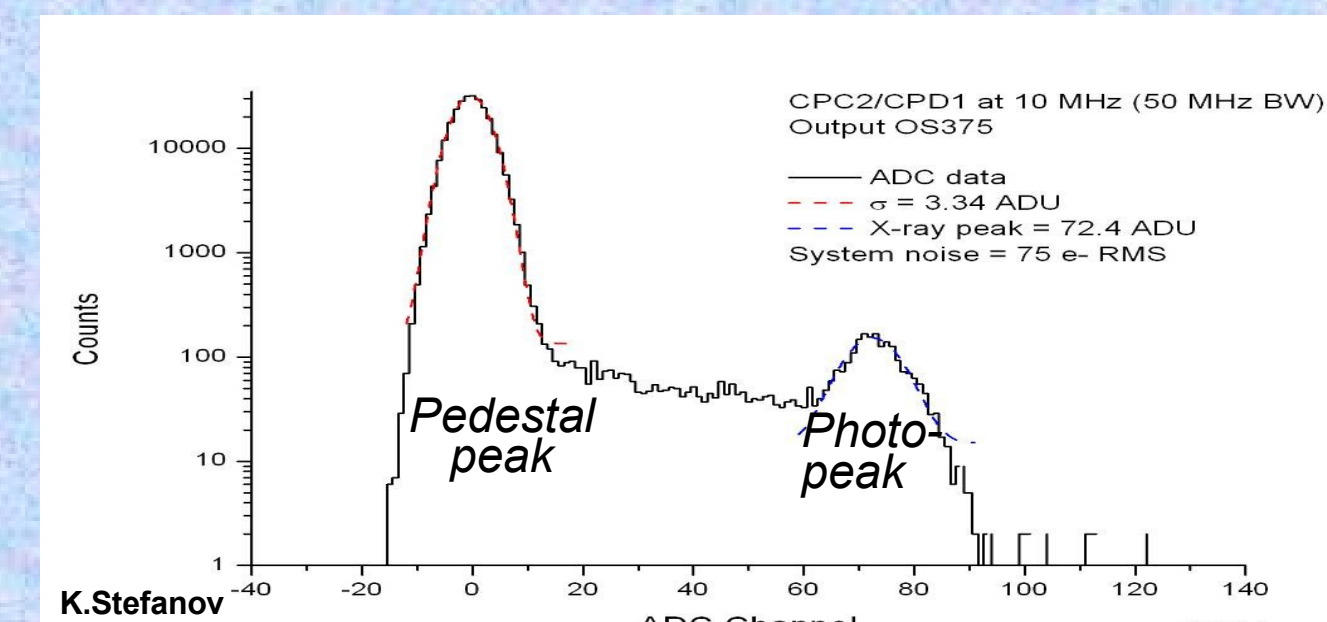 CPC2/CPD1 at 10 MHz (50 MHz BW)
Output OS375
ADC data
σ = 3.34 ADU
X-ray peak = 72.4 ADU
System noise = 75 e- RMS
Counts
10000
1000
100
10
1
Pedestal
peak
Photo-
peak
-40 -20 0 20 40 60 80 100 120 140
K.Stefanov
ADC Channel